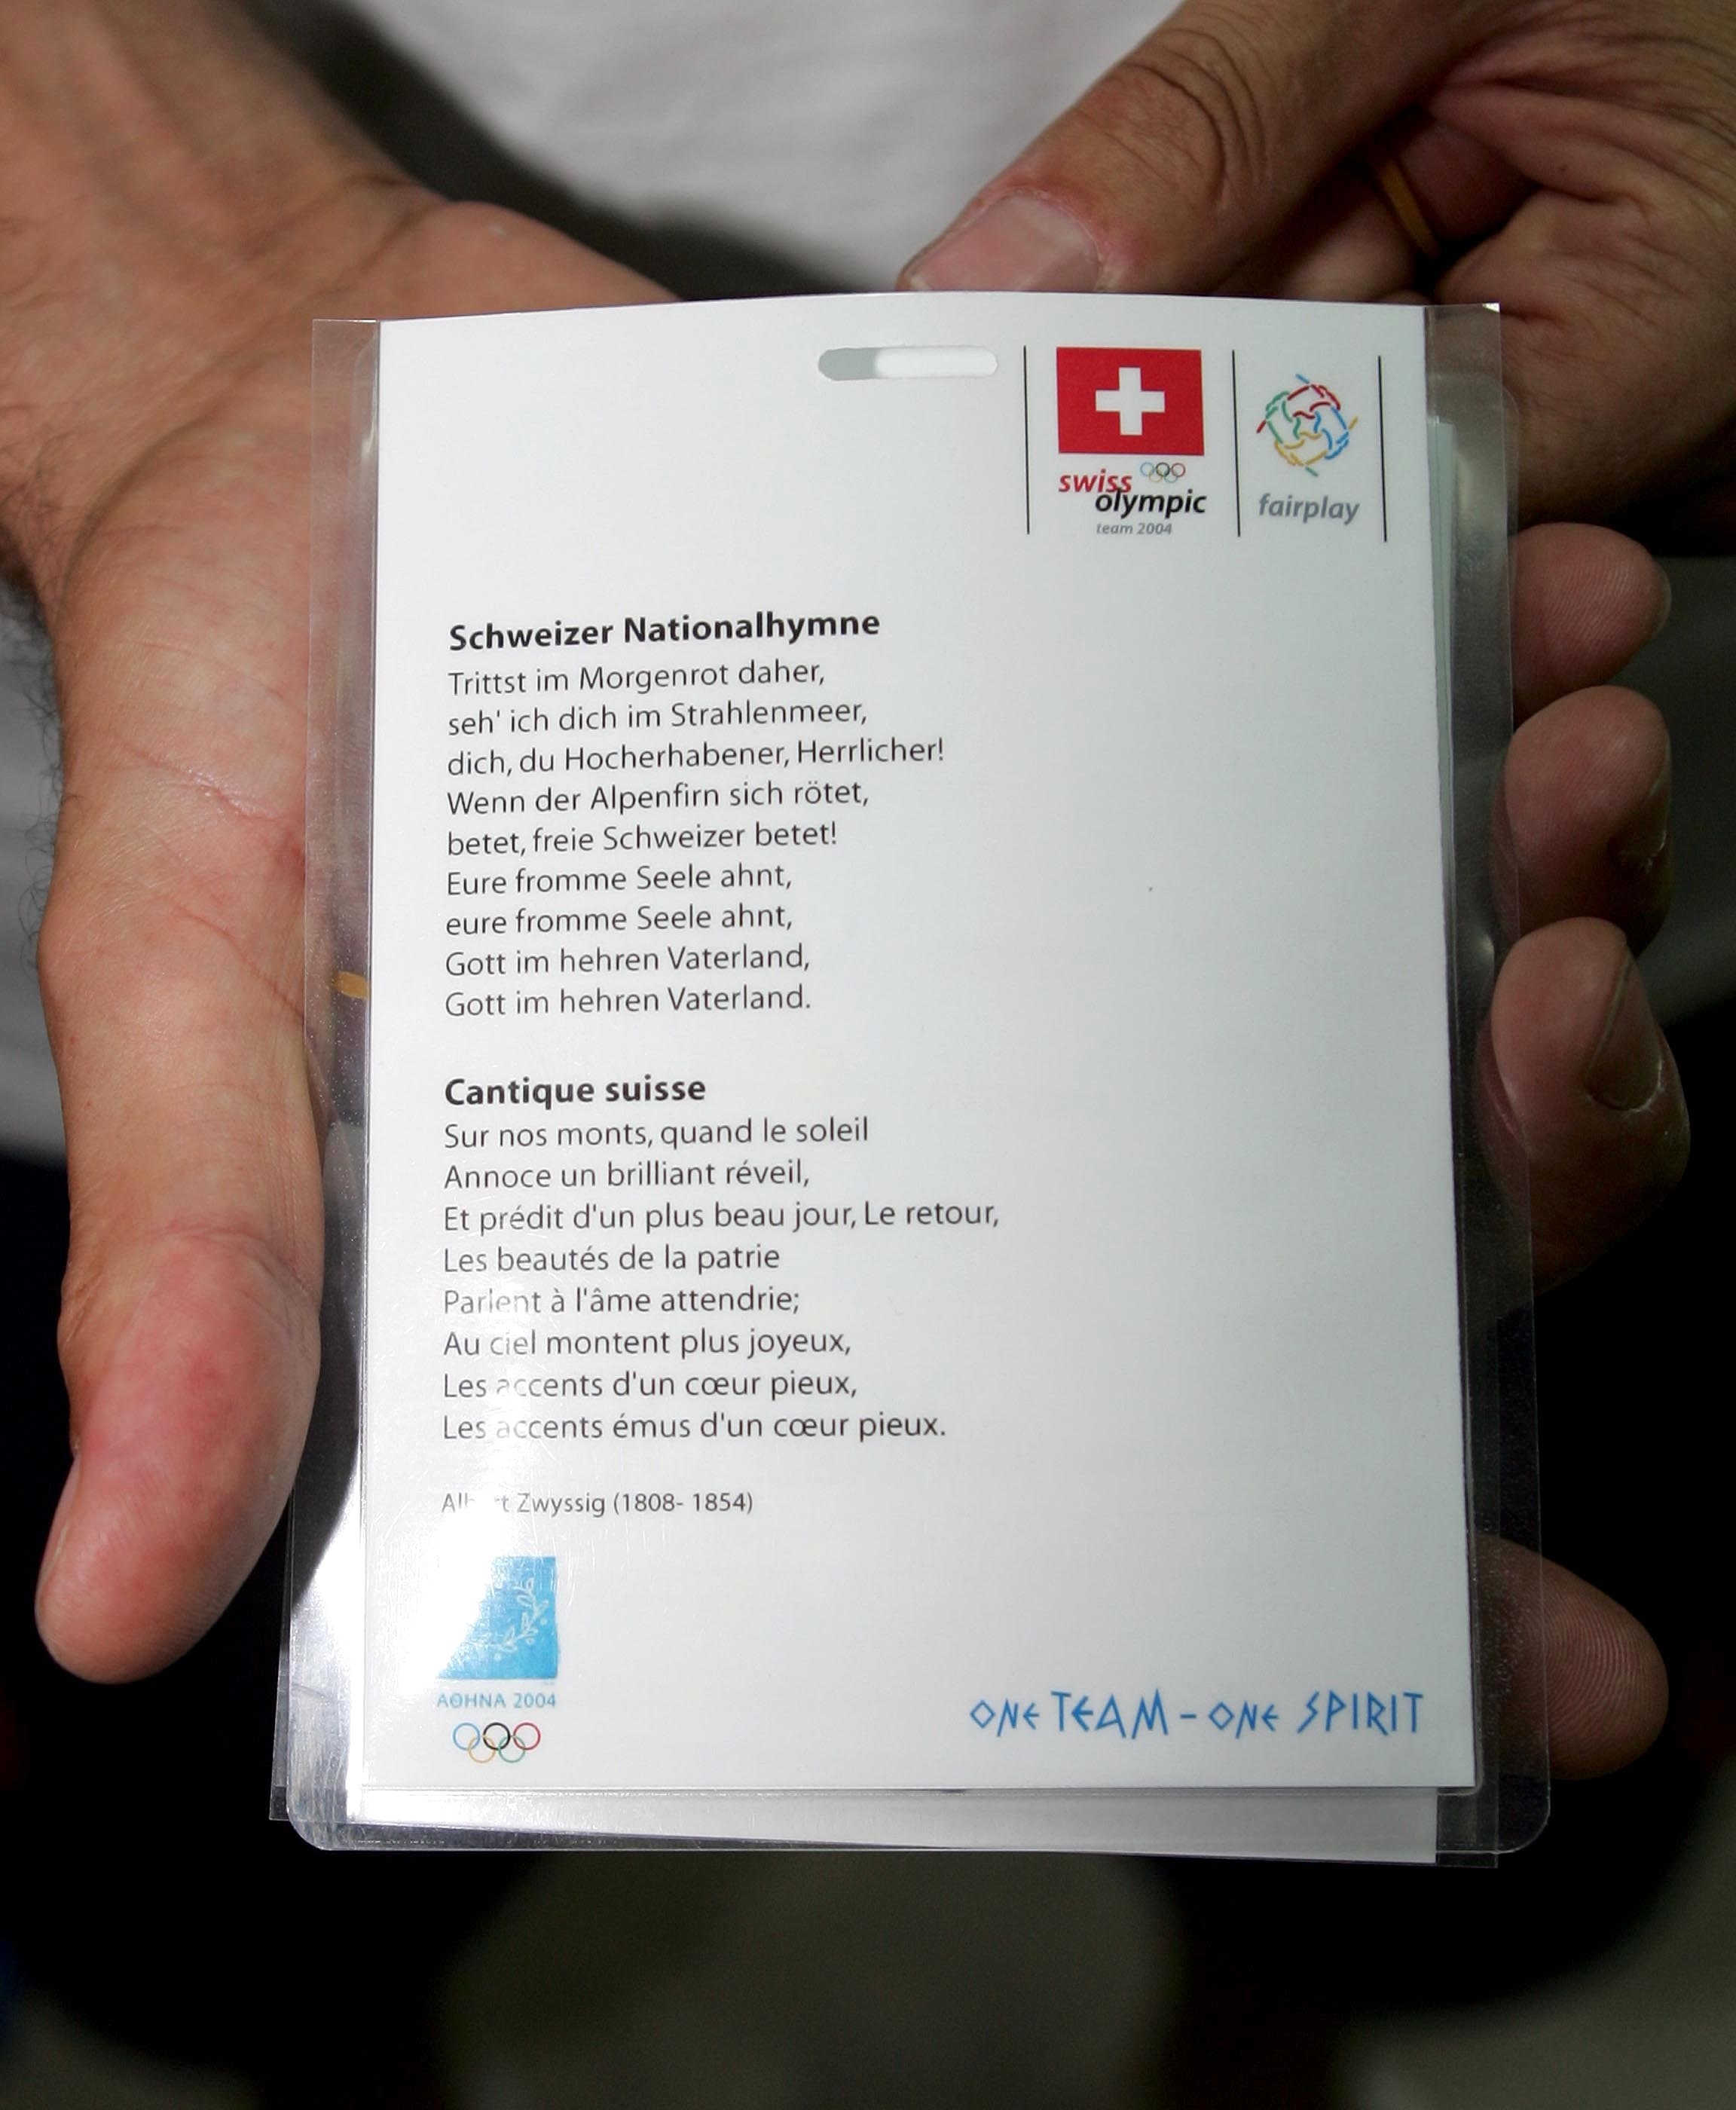 swiss
olympic
team 2004
fairplay
Schweizer Nationalhymne
Trittst im Morgenrot daher,
seh' ich dich im Strahlenmeer,
dich, du Hocherhabener, Herrlicher!
Wenn der Alpenfirn sich rötet,
betet, freie Schweizer betet!
Eure fromme Seele ahnt,
eure fromme Seele ahnt,
Gott im hehren Vaterland,
Gott im hehren Vaterland.
Cantique suisse
Sur nos monts, quand le soleil
Annoce un brilliant réveil,
Et prédit d'un plus beau jour, Le retour,
Les beautés de la patrie
Parlent à l'âme attendrie;
Au ciel montent plus joyeux,
Les accents d'un cœur pieux,
Les accents émus d'un cœur pieux.
Zwyssig (1808- 1854)
ΑΘΗΝΑ 2004
ONE TEAM - ONE SPIRIT